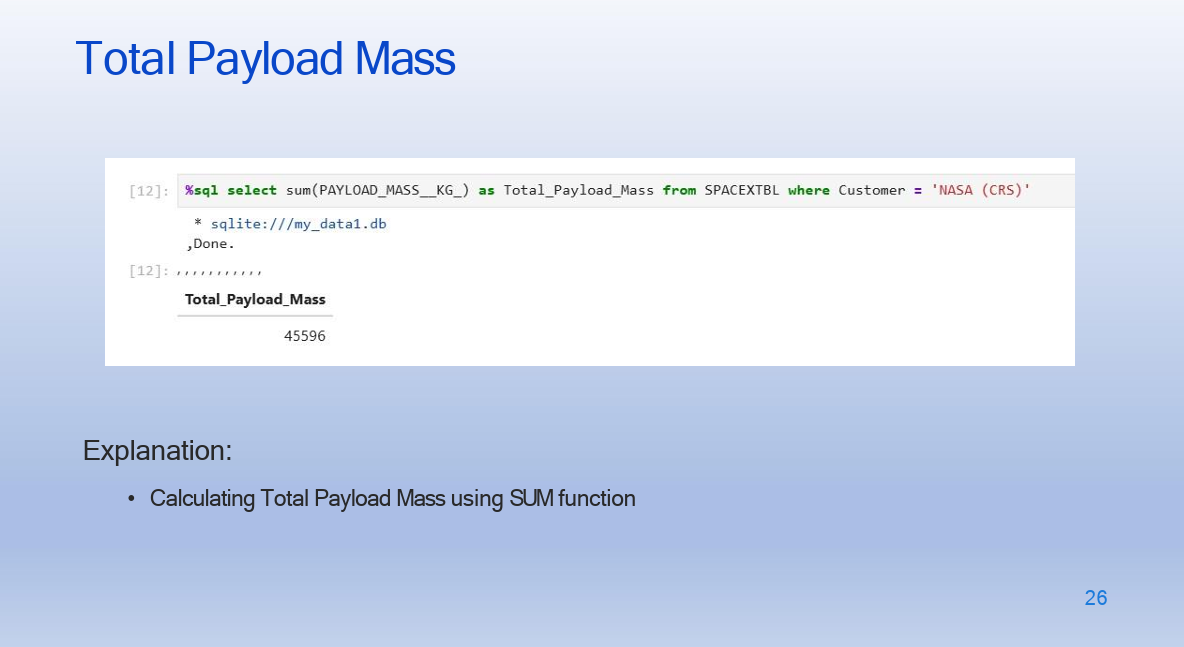 Total Payload Mass
[12]: %sql select sum(PAYLOAD_MASS__KG_) as Total_Payload_Mass from SPACEXTBL where Customer = 'NASA (CRS)'
* sqlite:///my_data1.db
,Done.
[12]: ,,,,,,,,,,,
Total_Payload_Mass
45596
Explanation:
• Calculating Total Payload Mass using SUM function
26